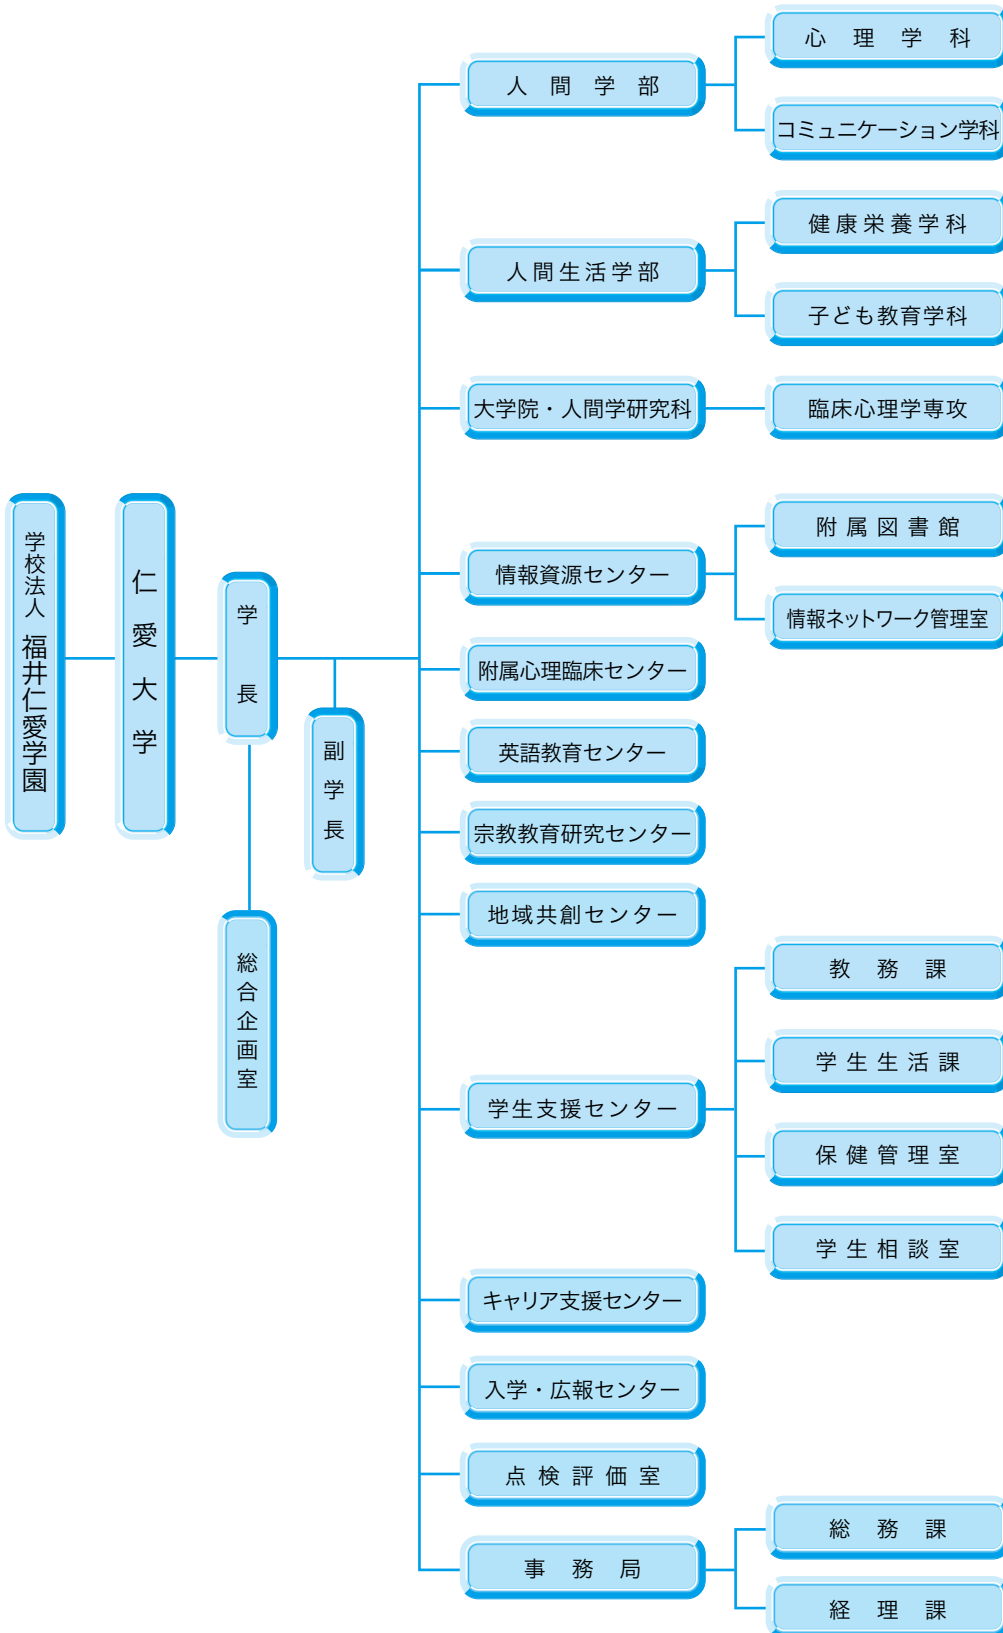 学校法人 福井仁愛学園
仁愛大学
学長
副学長
総合企画室
人間学部
心理学科
コミュニケーション学科
人間生活学部
健康栄養学科
子ども教育学科
大学院・人間学研究科
臨床心理学専攻
情報資源センター
附属図書館
情報ネットワーク管理室
附属心理臨床センター
英語教育センター
宗教教育研究センター
地域共創センター
学生支援センター
教務課
学生生活課
保健管理室
学生相談室
キャリア支援センター
入学・広報センター
点検評価室
事務局
総務課
経理課